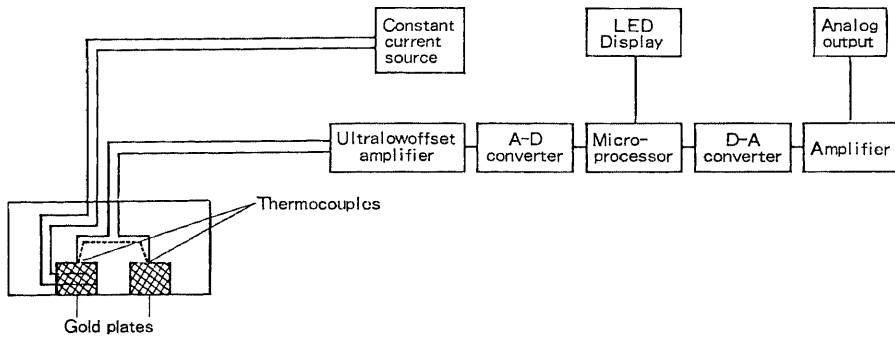 Constant
current
source
LED
Display
Analog
output
Ultralowoffset
amplifier
A-D
converter
Micro-
processor
D-A
converter
Amplifier
Thermocouples
Gold plates